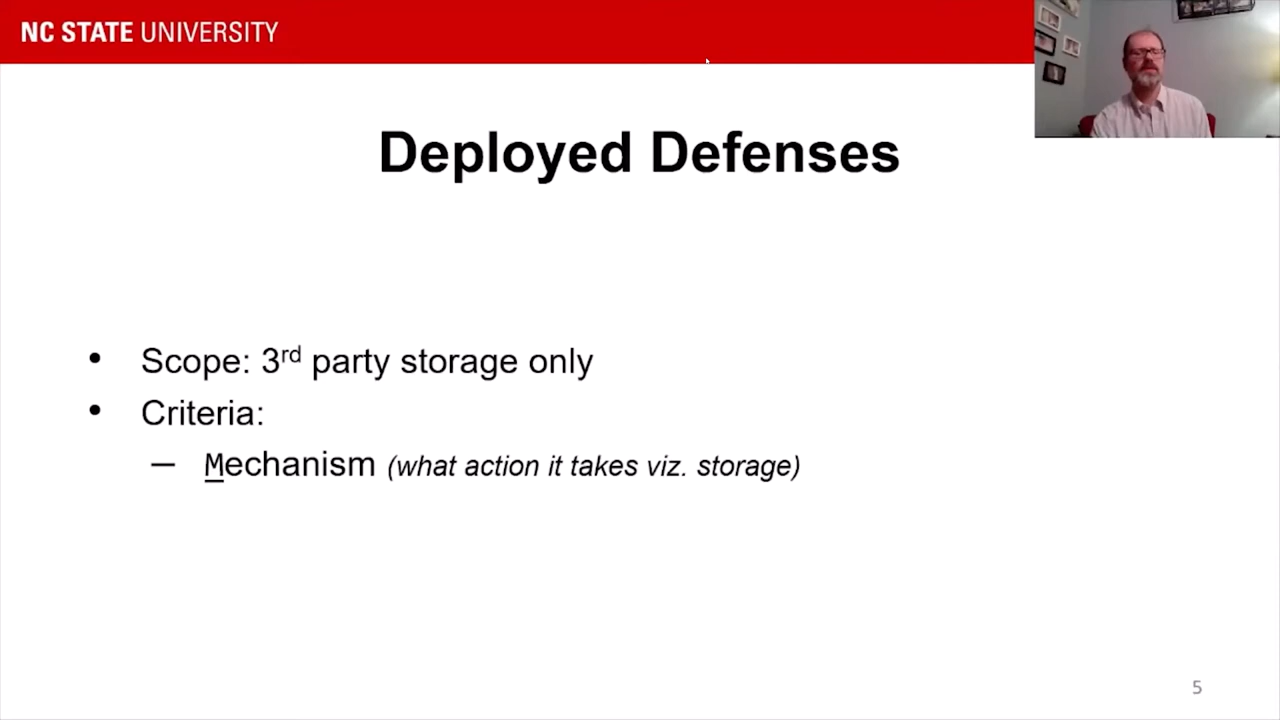 NC STATE UNIVERSITY
Deployed Defenses
• Scope: 3rd party storage only
• Criteria:
– Mechanism (what action it takes viz. storage)
5